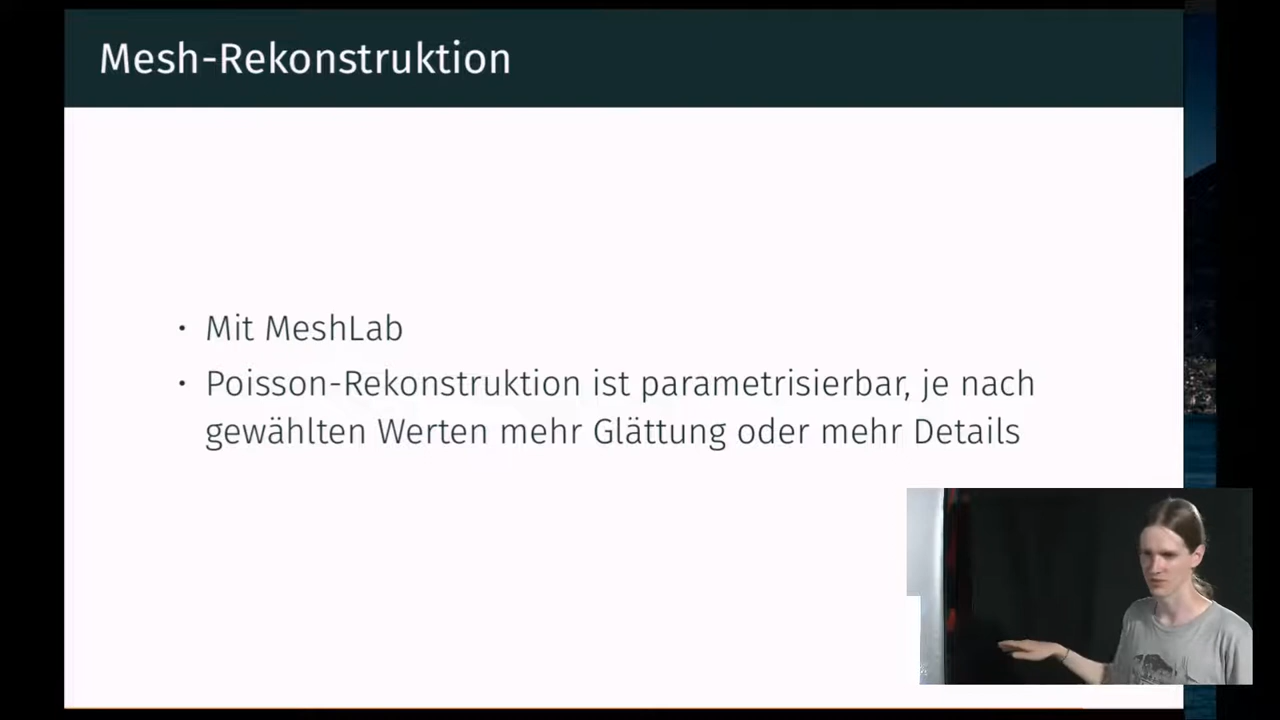 Mesh-Rekonstruktion
• Mit MeshLab
• Poisson-Rekonstruktion ist parametrisierbar, je nach
gewählten Werten mehr Glättung oder mehr Details